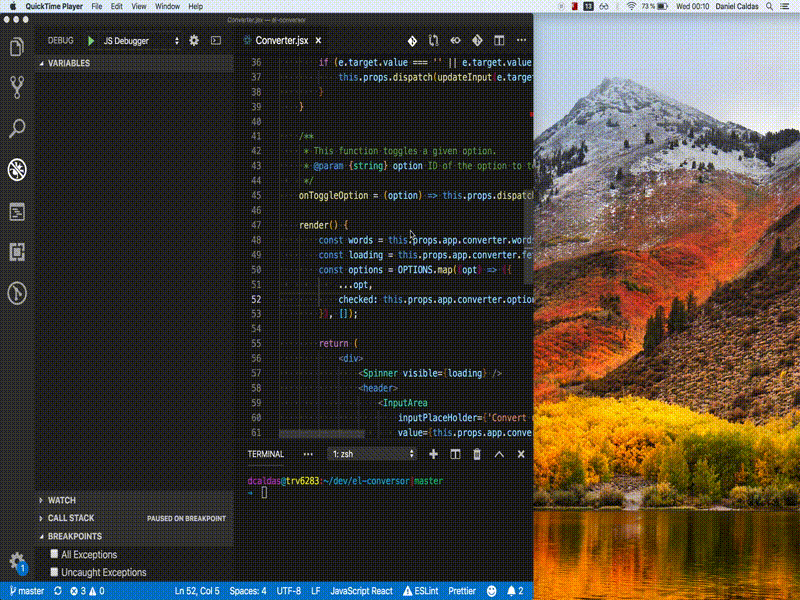 QuickTime Player File Edit View Window Help
13 73% Wed 00:10 Daniel Caldas
Converter.jsx — el-conversor
DEBUG JS Debugger
Converter.jsx
VARIABLES
36 if (e.target.value === '' || e.target.value
37 this.props.dispatch(updateInput(e.targe
38 }
39 }
40
41 /**
42 * This function toggles a given option.
43 * @param {string} option ID of the option to t
44 */
45 onToggleOption = (option) => this.props.dispatch
46
47 render() {
48 const words = this.props.app.converter.word
49 const loading = this.props.app.converter.fe
50 const options = OPTIONS.map((opt) => ({
51 ...opt,
52 checked: this.props.app.converter.option
53 }), []);
54
55 return (
56 <div>
57 <Spinner visible={loading} />
58 <header>
59 <InputArea
60 inputPlaceHolder={'Convert
61 value={this.props.app.conve
TERMINAL ... 1: zsh
dcaldas@trv6283:~/dev/el-conversor|master
→
WATCH
CALL STACK PAUSED ON BREAKPOINT
BREAKPOINTS
All Exceptions
Uncaught Exceptions
1
master 3 0 Ln 52, Col 5 Spaces: 4 UTF-8 LF JavaScript React ESLint Prettier 2